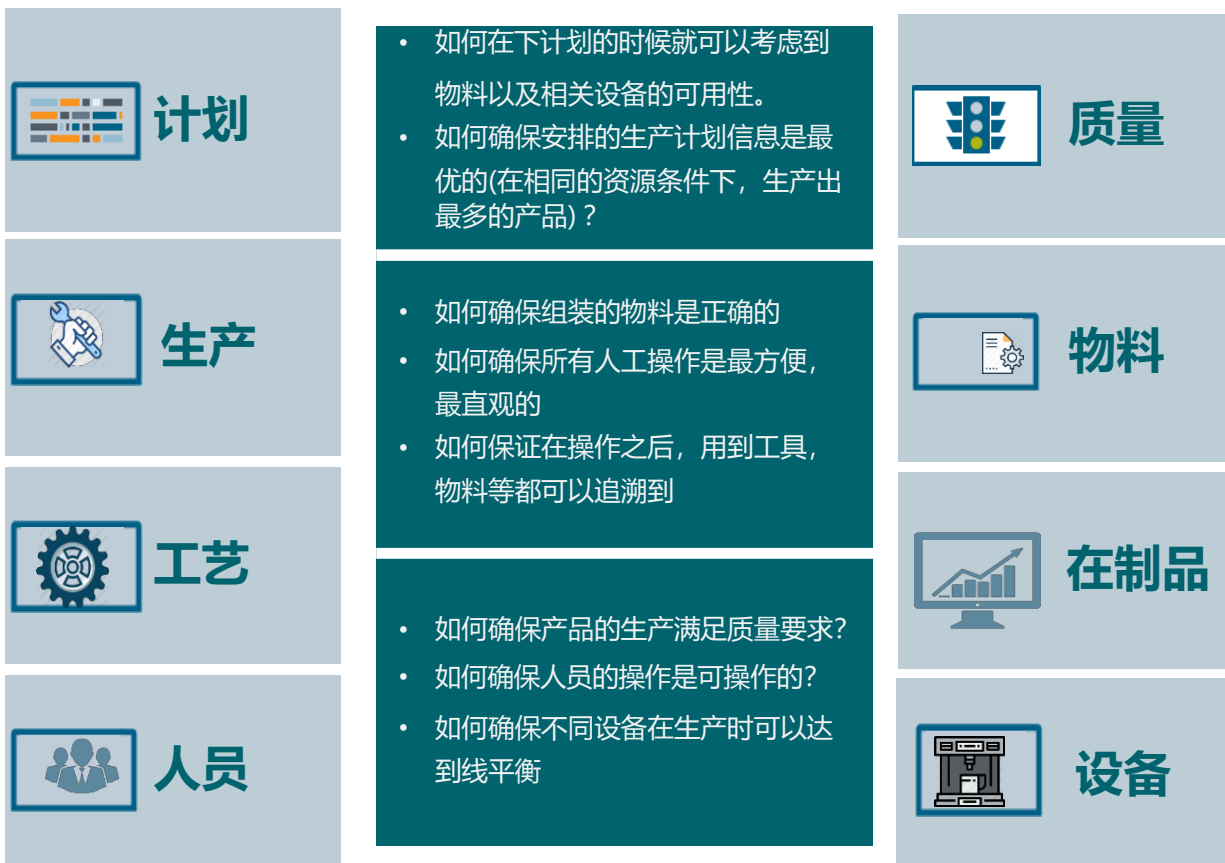 计划
生产
工艺
人员
• 如何在下计划的时候就可以考虑到
物料以及相关设备的可用性。
• 如何确保安排的生产计划信息是最
优的(在相同的资源条件下，生产出
最多的产品)？
• 如何确保组装的物料是正确的
• 如何确保所有人工操作是最方便，
最直观的
• 如何保证在操作之后，用到工具，
物料等都可以追溯到
• 如何确保产品的生产满足质量要求？
• 如何确保人员的操作是可操作的？
• 如何确保不同设备在生产时可以达
到线平衡
质量
物料
在制品
设备